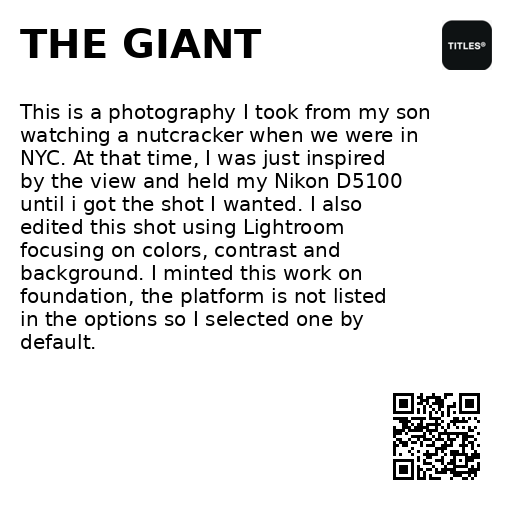 THE GIANT
TITLES®
This is a photography I took from my son
watching a nutcracker when we were in
NYC. At that time, I was just inspired
by the view and held my Nikon D5100
until i got the shot I wanted. I also
edited this shot using Lightroom
focusing on colors, contrast and
background. I minted this work on
foundation, the platform is not listed
in the options so I selected one by
default.